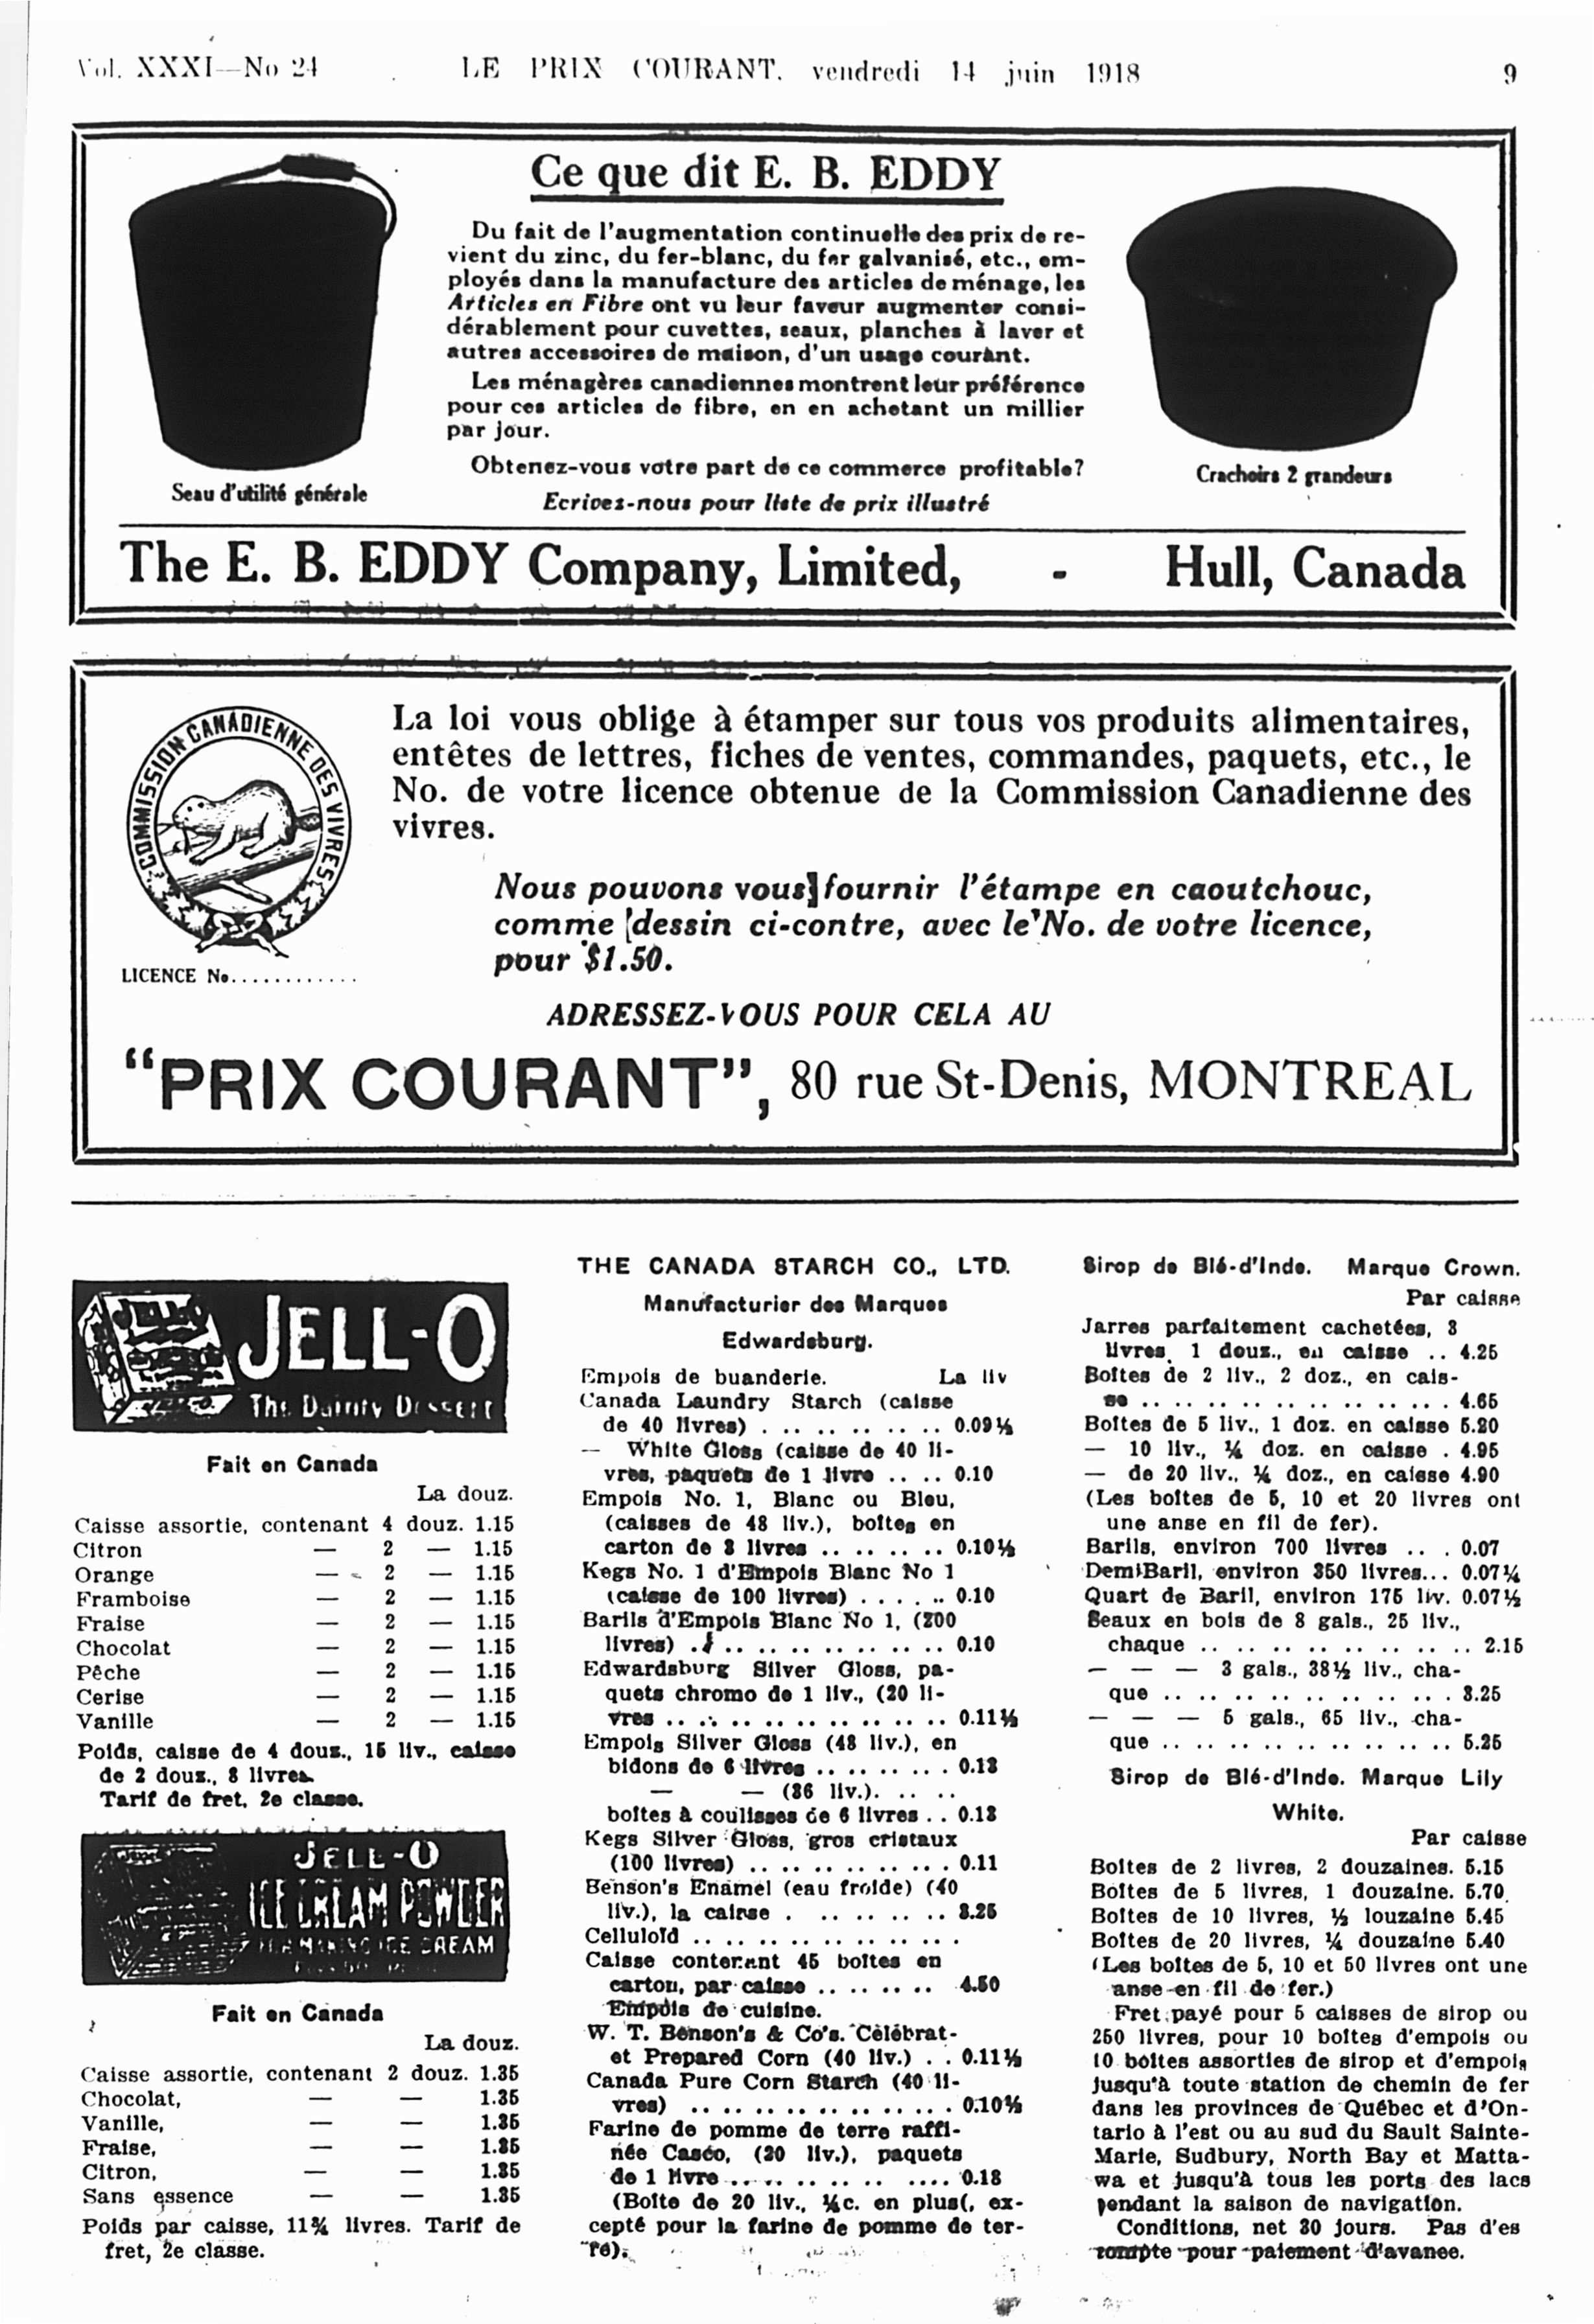 Vol. XXXI—No 24 LE PRIX COURANT, vendredi 14 juin 1918 9
Ce que dit E. B. EDDY
Du fait de l'augmentation continuelle des prix de re-
vient du zinc, du fer-blanc, du fer galvanisé, etc., em-
ployés dans la manufacture des articles de ménage, les
Articles en Fibre ont vu leur faveur augmenter consi-
dérablement pour cuvettes, seaux, planches à laver et
autres accessoires de maison, d'un usage courant.
Les ménagères canadiennes montrent leur préférence
pour ces articles de fibre, en en achetant un millier
par jour.
Obtenez-vous votre part de ce commerce profitable?
Ecrivez-nous pour liste de prix illustré
Seau d'utilité générale
Crachoirs 2 grandeurs
The E. B. EDDY Company, Limited, - Hull, Canada
COMMISSION CANADIENNE DES VIVRES
LICENCE No............
La loi vous oblige à étamper sur tous vos produits alimentaires,
entêtes de lettres, fiches de ventes, commandes, paquets, etc., le
No. de votre licence obtenue de la Commission Canadienne des
vivres.
Nous pouvons vous fournir l'étampe en caoutchouc,
comme dessin ci-contre, avec le No. de votre licence,
pour $1.50.
ADRESSEZ-VOUS POUR CELA AU
"PRIX COURANT", 80 rue St-Denis, MONTREAL
JELL-O
JELL-O
The Dainty Dessert
Fait en Canada
La douz.
Caisse assortie, contenant 4 douz. 1.15
Citron — 2 — 1.15
Orange — 2 — 1.15
Framboise — 2 — 1.15
Fraise — 2 — 1.15
Chocolat — 2 — 1.15
Pêche — 2 — 1.15
Cerise — 2 — 1.15
Vanille — 2 — 1.15
Poids, caisse de 4 douz., 15 liv., caisse
de 2 douz., 8 livres.
Tarif de fret, 2e classe.
JELL-O
ICE CREAM POWDER
ICE CREAM
Fait en Canada
La douz.
Caisse assortie, contenant 2 douz. 1.35
Chocolat, — — 1.35
Vanille, — — 1.35
Fraise, — — 1.35
Citron, — — 1.35
Sans essence — — 1.35
Poids par caisse, 11¾ livres. Tarif de
fret, 2e classe.
THE CANADA STARCH CO., LTD.
Manufacturier des Marques
Edwardsburg.
Empois de buanderie. La liv
Canada Laundry Starch (caisse
de 40 livres) . .. .. .. .. .. 0.09½
— White Gloss (caisse de 40 li-
vres, paquets de 1 livre .. .. 0.10
Empois No. 1, Blanc ou Bleu,
(caisses de 48 liv.), boites en
carton de 3 livres .. .. .. .. 0.10½
Kegs No. 1 d'Empois Blanc No 1
(caisse de 100 livres) . . . . .. 0.10
Barils d'Empois Blanc No 1, (200
livres) . .. .. .. .. .. .. .. 0.10
Edwardsburg Silver Gloss, pa-
quets chromo de 1 liv., (20 li-
vres .. .. .. .. .. .. .. .. .. 0.11½
Empois Silver Gloss (48 liv.), en
bidons de 6 livres .. .. .. .. . 0.13
— — (36 liv.). .. ..
boites à coulisses de 6 livres . . 0.13
Kegs Silver Gloss, gros cristaux
(100 livres) .. .. .. .. .. .. . 0.11
Benson's Enamel (eau froide) (40
liv.), la caisse . .. .. .. .. .. 3.25
Celluloïd .. .. .. .. .. .. .. .. .
Caisse contenant 45 boites en
carton, par caisse .. .. .. .. 4.50
Empois de cuisine.
W. T. Benson's & Co's. Célébrat-
et Prepared Corn (40 liv.) . . 0.11½
Canada Pure Corn Starch (40 li-
vres) .. .. .. .. .. .. .. .. . 0.10¾
Farine de pomme de terre raffi-
née Casco, (20 liv.), paquets
de 1 livre .. .. .. .. .. .... 0.18
(Boite de 20 liv., ¼c. en plus(, ex-
cepté pour la farine de pomme de ter-
re).
Sirop de Blé-d'Inde. Marque Crown.
Par caisse
Jarres parfaitement cachetées, 3
livres, 1 douz., en caisse .. 4.25
Boites de 2 liv., 2 doz., en cais-
se .. .. .. .. .. .. .. .. .. .. . 4.65
Boites de 5 liv., 1 doz. en caisse 5.20
— 10 liv., ½ doz. en caisse . 4.95
— de 20 liv., ¼ doz., en caisse 4.90
(Les boites de 5, 10 et 20 livres ont
une anse en fil de fer).
Barils, environ 700 livres .. . 0.07
Demi-Baril, environ 350 livres... 0.07¼
Quart de Baril, environ 175 liv. 0.07½
Seaux en bois de 8 gals., 25 liv.,
chaque .. .. .. .. .. .. .. .. .. 2.15
— — — 3 gals., 38½ liv., cha-
que .. .. .. .. .. .. .. .. .. . 3.25
— — — 5 gals., 65 liv., cha-
que .. .. .. .. .. .. .. .. .. . 5.25
Sirop de Blé-d'Inde. Marque Lily
White.
Par caisse
Boites de 2 livres, 2 douzaines. 5.15
Boites de 5 livres, 1 douzaine. 5.70
Boites de 10 livres, ½ louzaine 5.45
Boites de 20 livres, ¼ douzaine 5.40
(Les boites de 5, 10 et 50 livres ont une
anse en fil de fer.)
Fret payé pour 5 caisses de sirop ou
250 livres, pour 10 boites d'empois ou
10 boites assorties de sirop et d'empois
jusqu'à toute station de chemin de fer
dans les provinces de Québec et d'On-
tario à l'est ou au sud du Sault Sainte-
Marie, Sudbury, North Bay et Matta-
wa et jusqu'à tous les ports des lacs
pendant la saison de navigation.
Conditions, net 30 jours. Pas d'es
compte pour paiement d'avance.